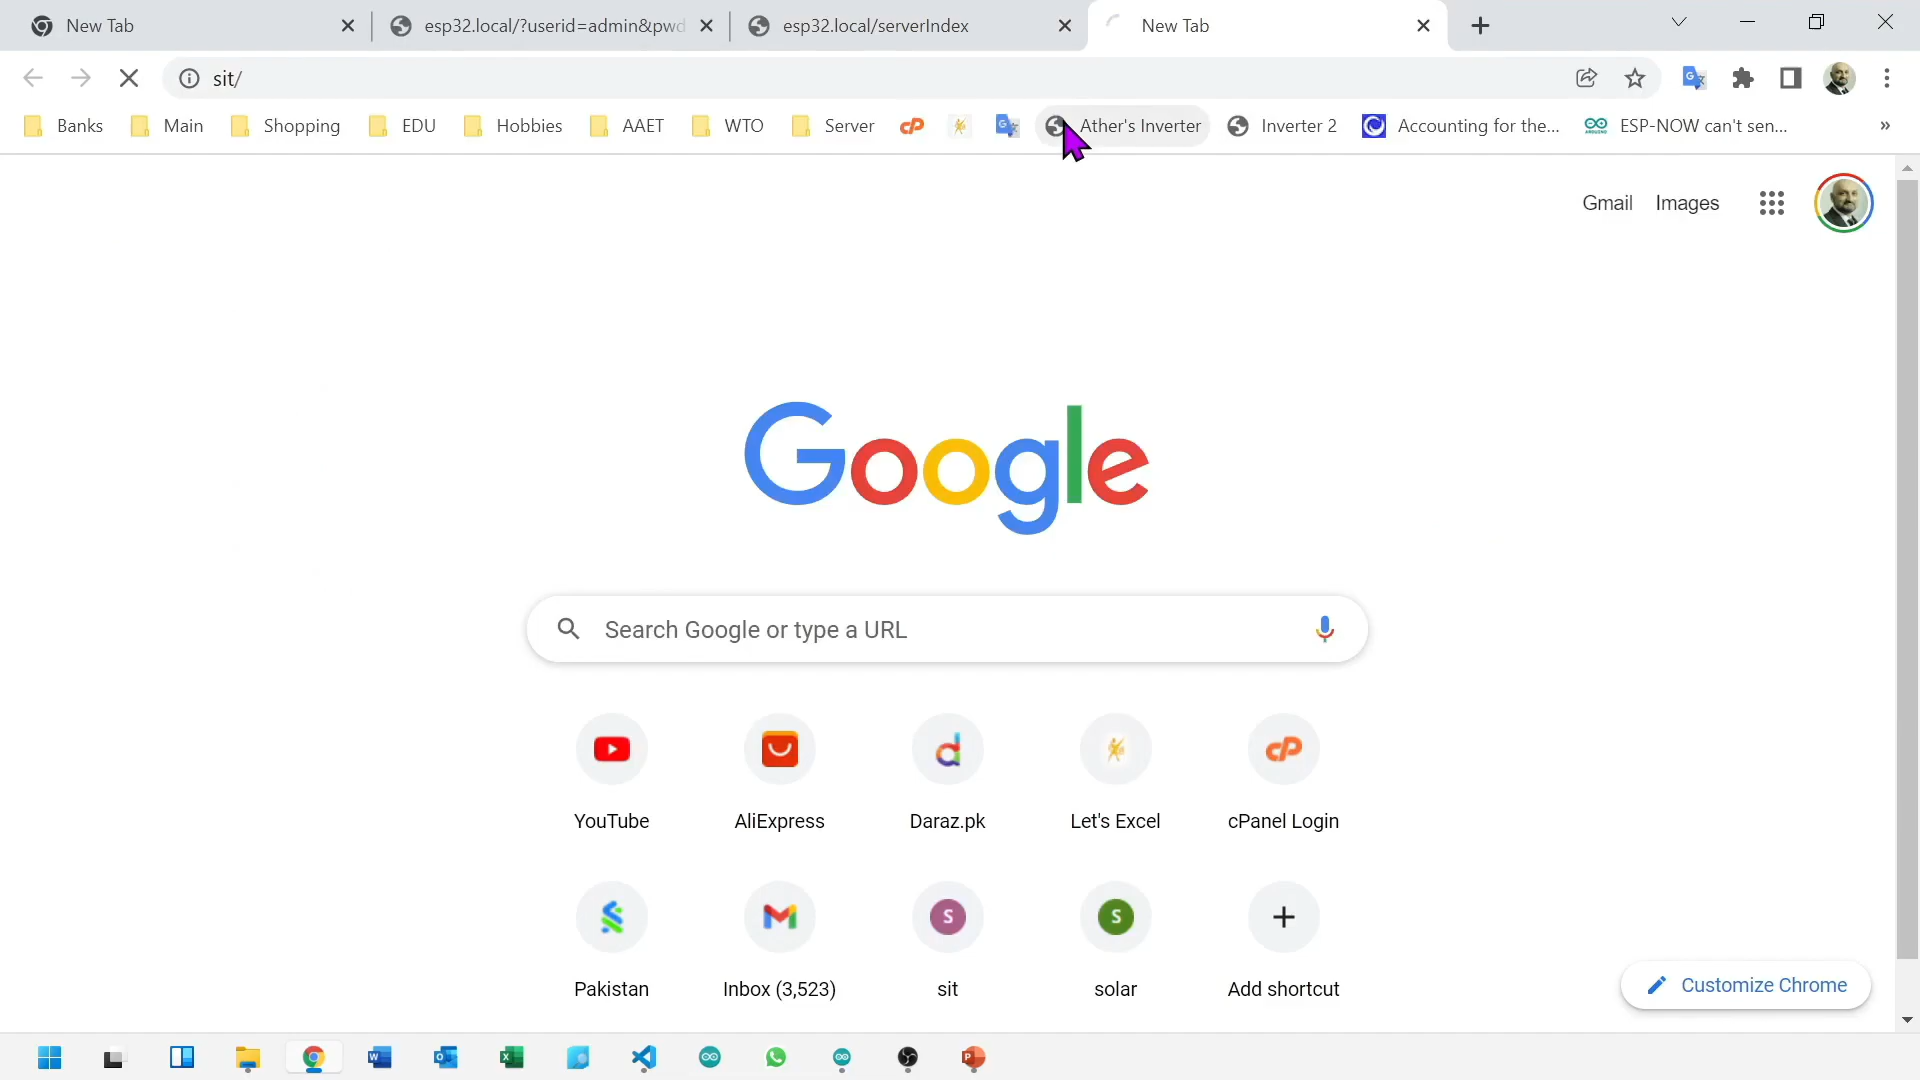 New Tab
esp32.local/?userid=admin&pwd
esp32.local/serverIndex
New Tab
sit/
Banks
Main
Shopping
EDU
Hobbies
AAET
WTO
Server
Ather's Inverter
Inverter 2
Accounting for the...
ESP-NOW can't sen...
Gmail
Images
Google
Search Google or type a URL
YouTube
AliExpress
Daraz.pk
Let's Excel
cPanel Login
S
S
Pakistan
Inbox (3,523)
sit
solar
Add shortcut
Customize Chrome